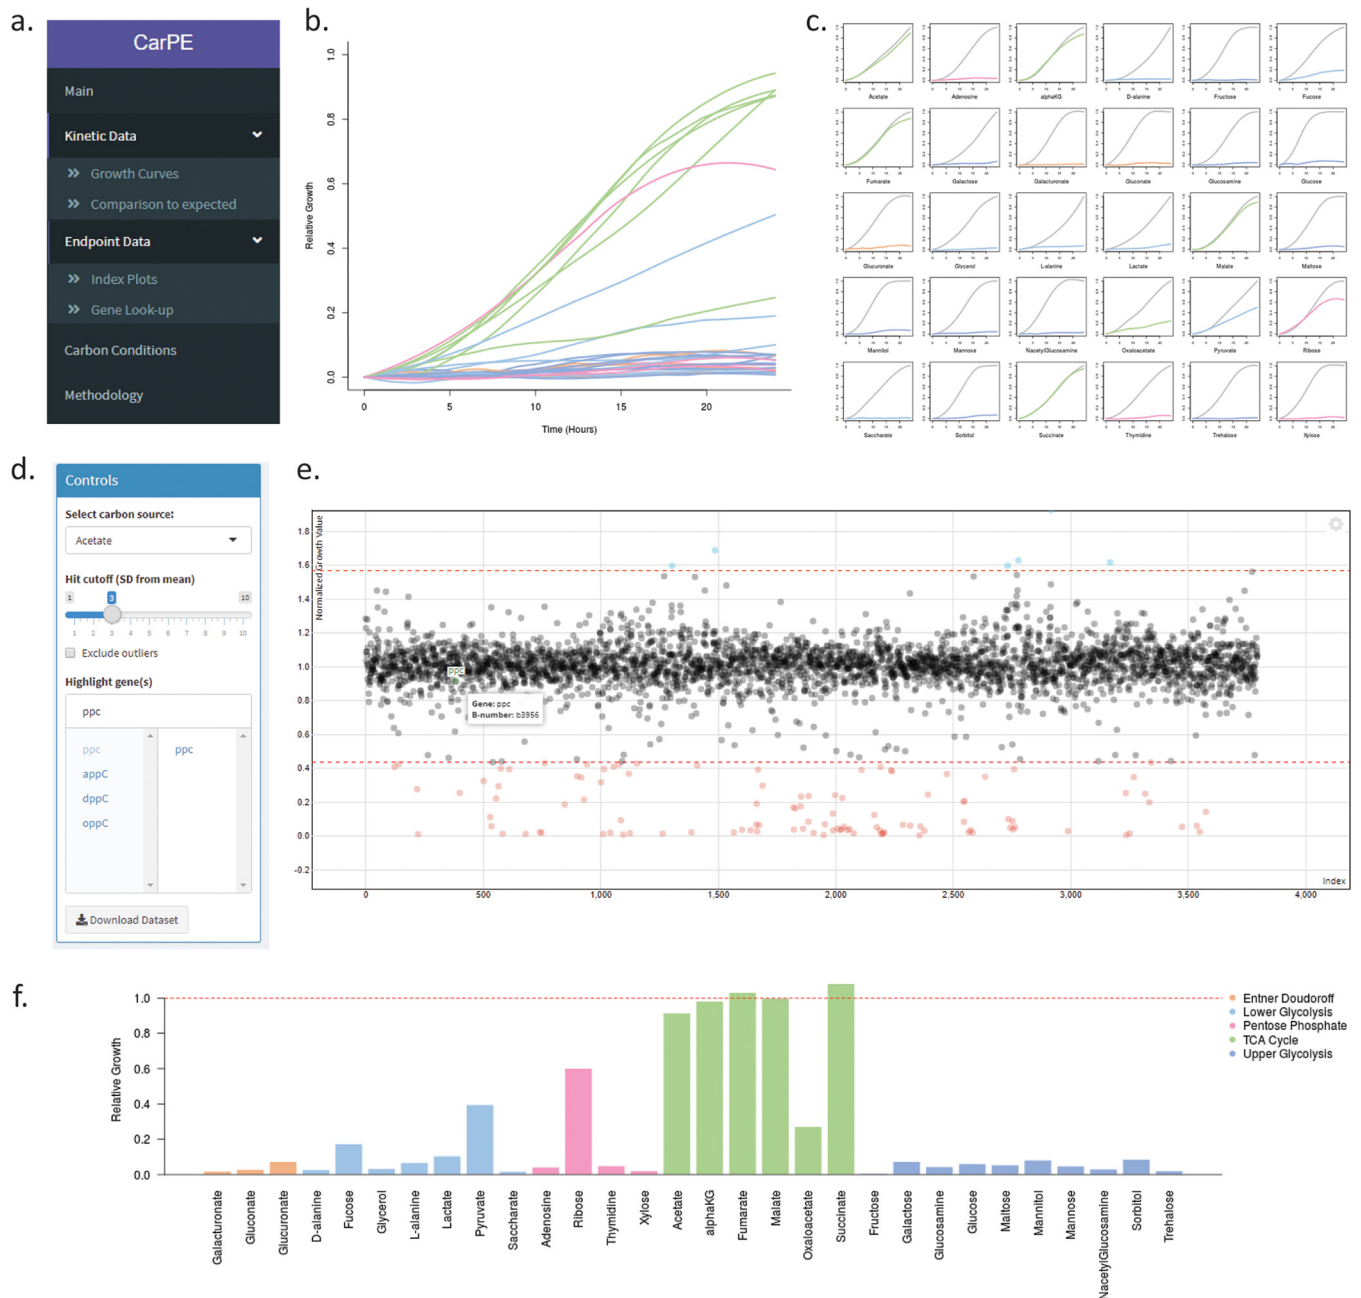 a.
CarPE
Main
Kinetic Data
Growth Curves
Comparison to expected
Endpoint Data
Index Plots
Gene Look-up
Carbon Conditions
Methodology
b.
Relative Growth
1.0
0.8
0.6
0.4
0.2
0.0
0 5 10 15 20
Time (Hours)
c.
Acetate Adenosine alphaKG D-alanine Fructose Fucose
Fumarate Galactose Galacturonate Gluconate Glucosamine Glucose
Glucuronate Glycerol L-alanine Lactate Malate Maltose
Mannitol Mannose NacetylGlucosamine Oxaloacetate Pyruvate Ribose
Saccharate Sorbitol Succinate Thymidine Trehalose Xylose
d.
Controls
Select carbon source:
Acetate
Hit cutoff (SD from mean)
1 3 10
1 2 3 4 5 6 7 8 9 10
Exclude outliers
Highlight gene(s)
ppc
ppc ppc
appC
dppC
oppC
Download Dataset
e.
Normalized Growth Value
1.8
1.6
1.4
1.2
1.0
0.8
0.6
0.4
0.2
0.0
-0.2
ppc
Gene: ppc
B-number: b3956
Index
0 500 1,000 1,500 2,000 2,500 3,000 3,500 4,000
f.
Relative Growth
1.0
0.8
0.6
0.4
0.2
0.0
Entner Doudoroff
Lower Glycolysis
Pentose Phosphate
TCA Cycle
Upper Glycolysis
Galacturonate
Gluconate
Glucuronate
D-alanine
Fucose
Glycerol
L-alanine
Lactate
Pyruvate
Saccharate
Adenosine
Ribose
Thymidine
Xylose
Acetate
alphaKG
Fumarate
Malate
Oxaloacetate
Succinate
Fructose
Galactose
Glucosamine
Glucose
Maltose
Mannitol
Mannose
NacetylGlucosamine
Sorbitol
Trehalose